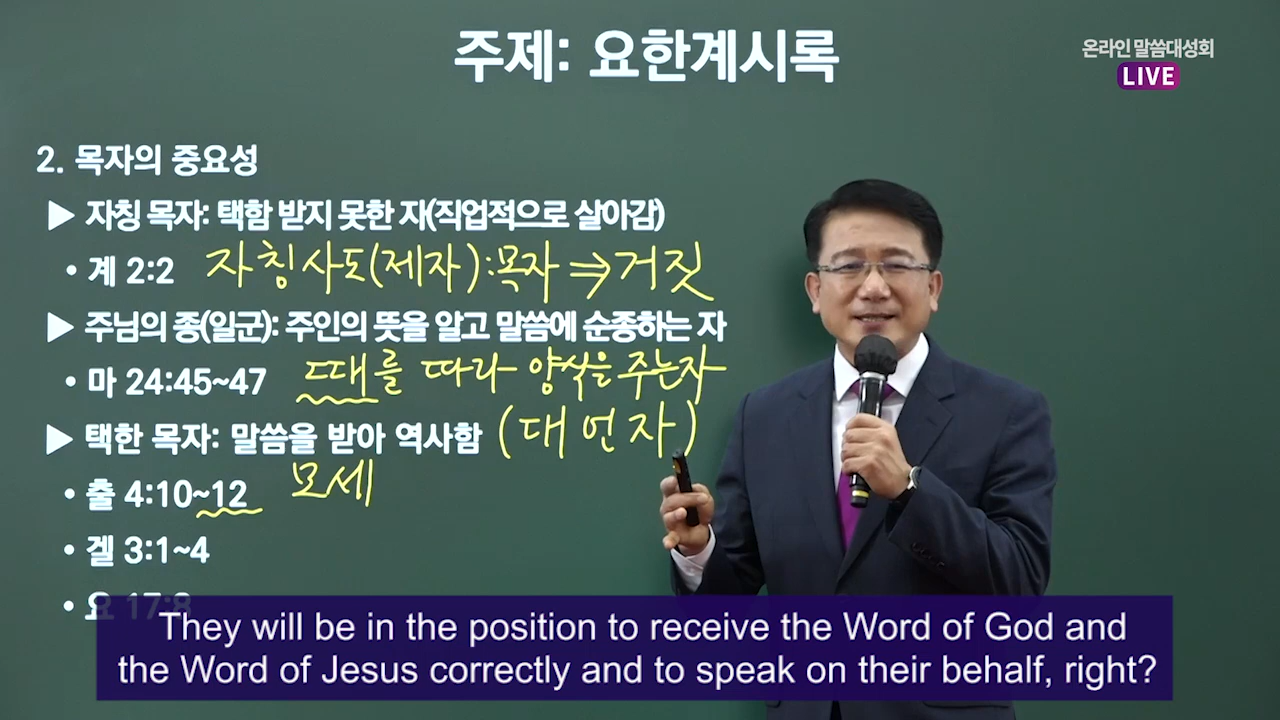 주제: 요한계시록
온라인 말씀대성회
LIVE
2. 목자의 중요성
▶ 자칭 목자: 택함 받지 못한 자(직업적으로 살아감)
• 계 2:2 자칭사도(제자):목자 ⇒거짓
▶ 주님의 종(일군): 주인의 뜻을 알고 말씀에 순종하는 자
• 마 24:45~47 때를 따라 양식을 주는자
▶ 택한 목자: 말씀을 받아 역사함 (대언자)
• 출 4:10~12 모세
• 겔 3:1~4
• 요 17:8
They will be in the position to receive the Word of God and
the Word of Jesus correctly and to speak on their behalf, right?